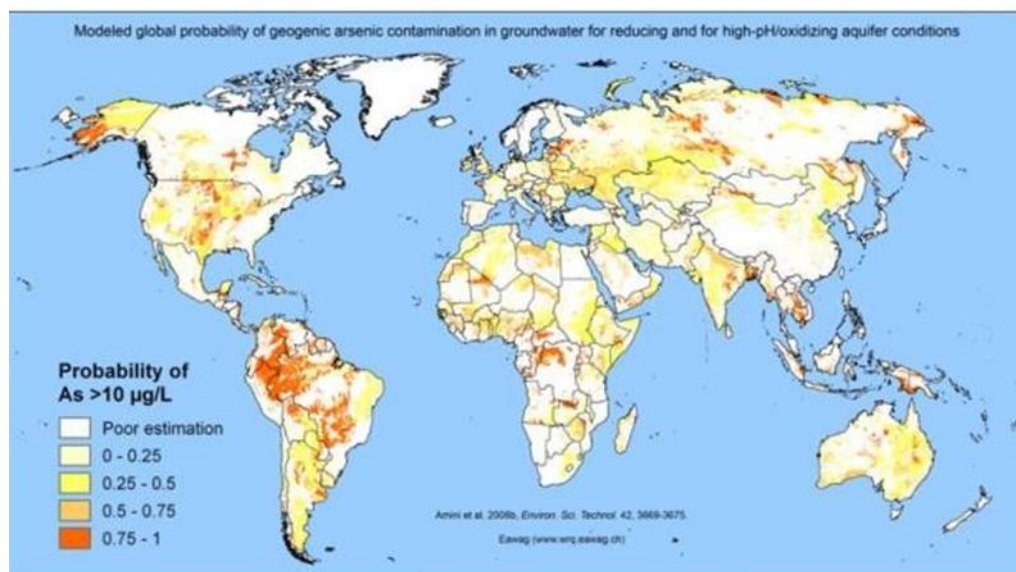 Modeled global probability of geogenic arsenic contamination in groundwater for reducing and for high-pH/oxidizing aquifer conditions
Probability of
As >10 µg/L
Poor estimation
0 - 0.25
0.25 - 0.5
0.5 - 0.75
0.75 - 1
Amini et al. 2008b, Environ. Sci. Technol. 42, 3669-3675.
Eawag (www.wrq.eawag.ch)